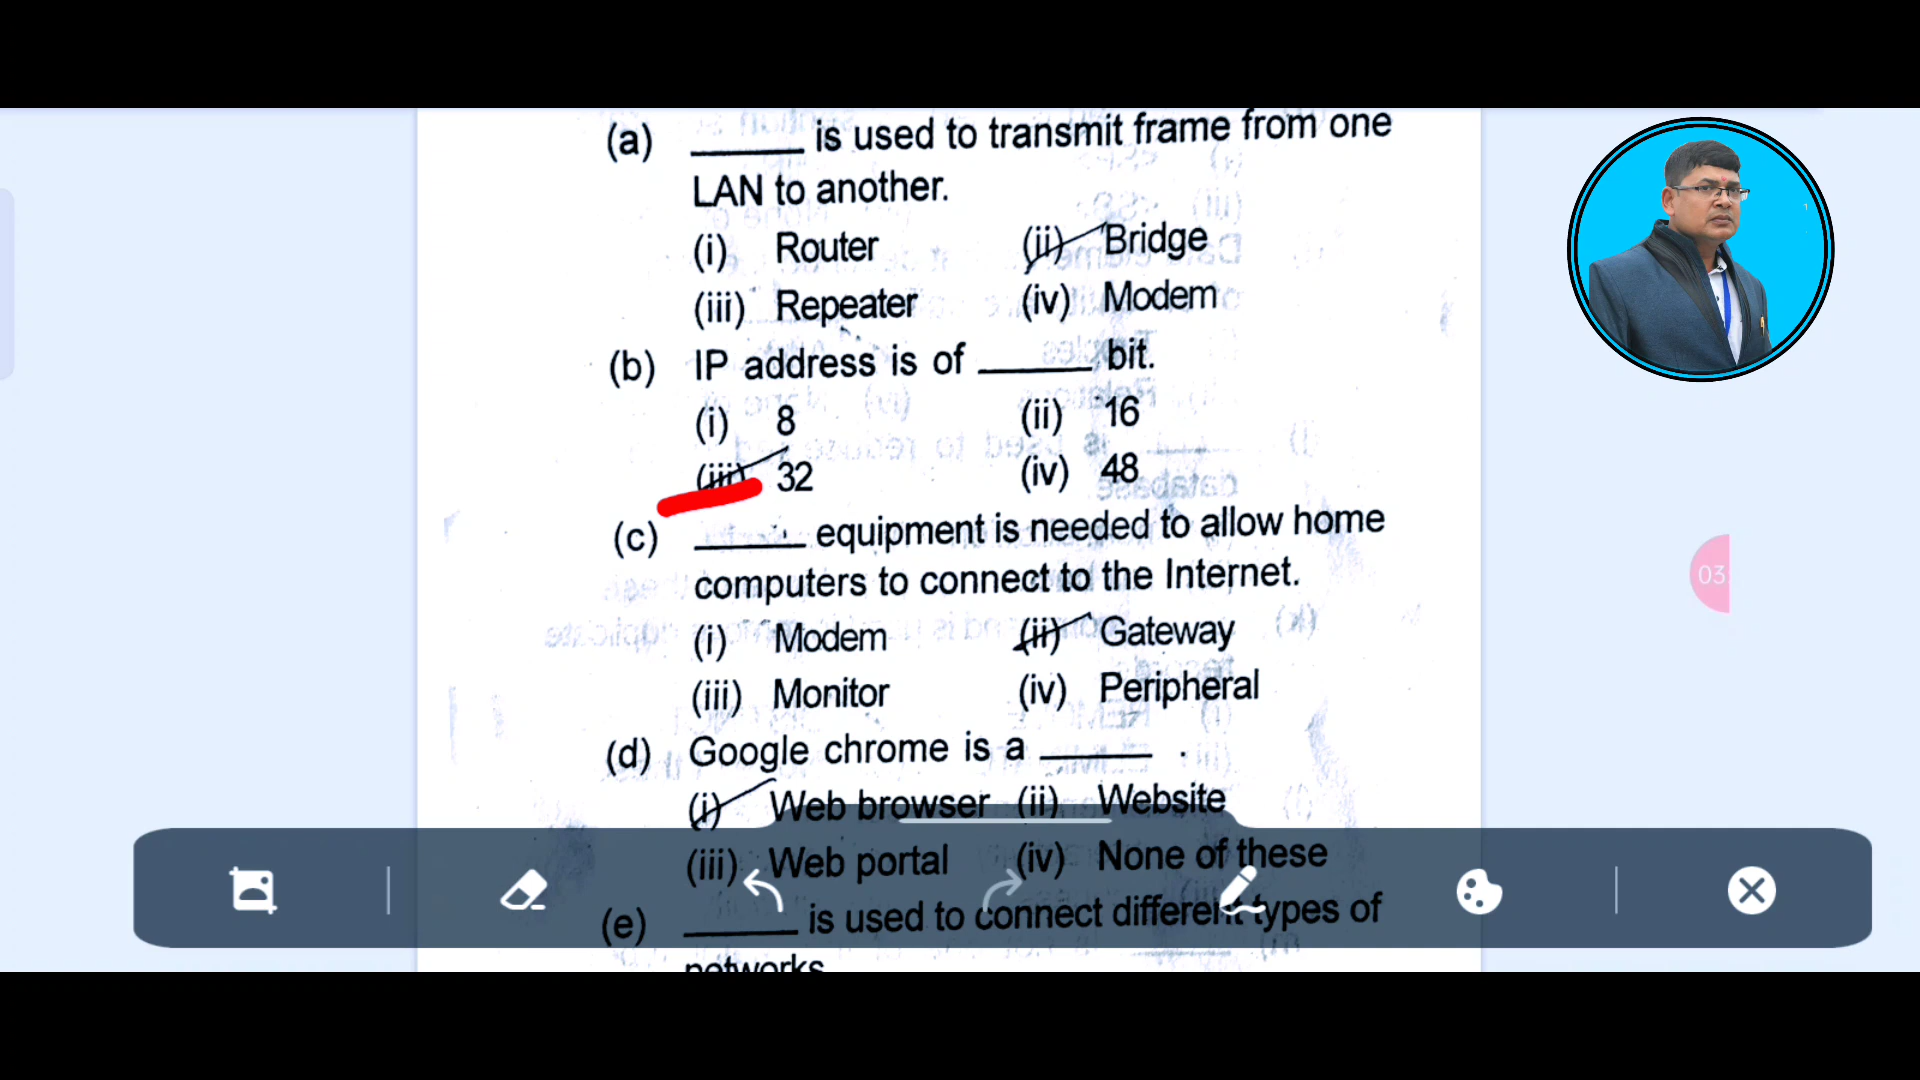 (a) ______ is used to transmit frame from one
LAN to another.
(i) Router (ii) Bridge
(iii) Repeater (iv) Modem
(b) IP address is of ______ bit.
(i) 8 (ii) 16
(iii) 32 (iv) 48
(c) ______ equipment is needed to allow home
computers to connect to the Internet.
(i) Modem (ii) Gateway
(iii) Monitor (iv) Peripheral
(d) Google chrome is a ______ .
(i) Web browser (ii) Website
(iii) Web portal (iv) None of these
(e) ______ is used to connect different types of
networks
03